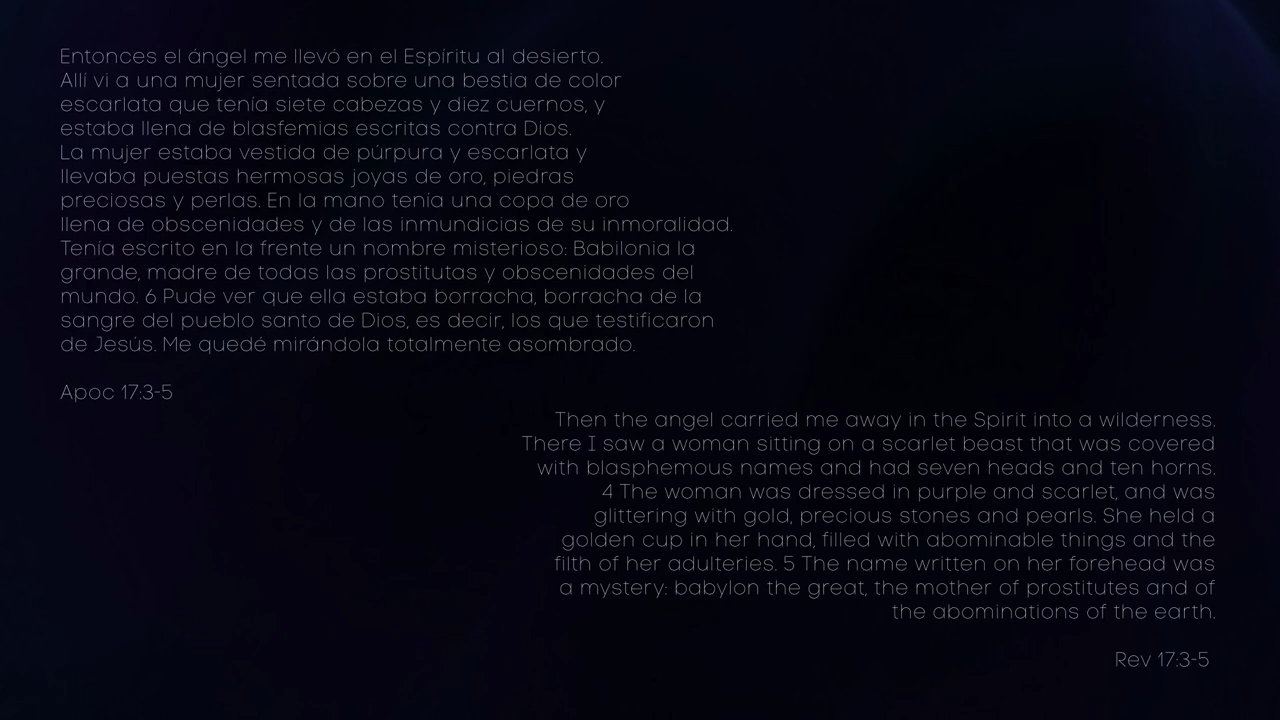 Entonces el ángel me llevó en el Espíritu al desierto.
Allí vi a una mujer sentada sobre una bestia de color
escarlata que tenía siete cabezas y diez cuernos, y
estaba llena de blasfemias escritas contra Dios.
La mujer estaba vestida de púrpura y escarlata y
llevaba puestas hermosas joyas de oro, piedras
preciosas y perlas. En la mano tenía una copa de oro
llena de obscenidades y de las inmundicias de su inmoralidad.
Tenía escrito en la frente un nombre misterioso: Babilonia la
grande, madre de todas las prostitutas y obscenidades del
mundo. 6 Pude ver que ella estaba borracha, borracha de la
sangre del pueblo santo de Dios, es decir, los que testificaron
de Jesús. Me quedé mirándola totalmente asombrado.
Apoc 17:3-5
Then the angel carried me away in the Spirit into a wilderness.
There I saw a woman sitting on a scarlet beast that was covered
with blasphemous names and had seven heads and ten horns.
4 The woman was dressed in purple and scarlet, and was
glittering with gold, precious stones and pearls. She held a
golden cup in her hand, filled with abominable things and the
filth of her adulteries. 5 The name written on her forehead was
a mystery: babylon the great, the mother of prostitutes and of
the abominations of the earth.
Rev 17:3-5